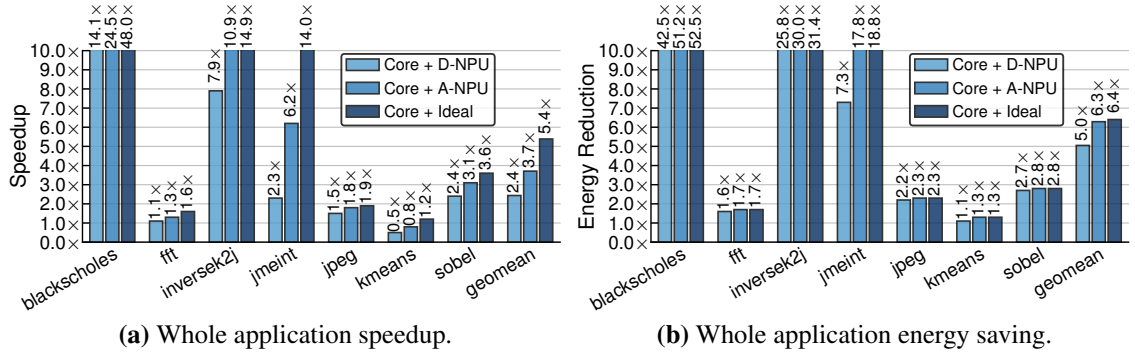 14.1× 24.5× 48.0× 10.9× 14.9× 14.0×
10.0×
9.0×
8.0×
7.0×
6.0×
5.0×
4.0×
3.0×
2.0×
1.0×
0.0×
Speedup
1.1× 1.3× 1.6×
7.9×
2.3× 6.2×
1.5× 1.8× 1.9×
0.5× 0.8× 1.2×
2.4× 3.1× 3.6×
2.4× 3.7× 5.4×
Core + D-NPU
Core + A-NPU
Core + Ideal
blackscholes fft inversek2j jmeint jpeg kmeans sobel geomean
(a) Whole application speedup.
42.5× 51.2× 52.5× 25.8× 30.0× 31.4× 17.8× 18.8×
10.0×
9.0×
8.0×
7.0×
6.0×
5.0×
4.0×
3.0×
2.0×
1.0×
0.0×
Energy Reduction
1.6× 1.7× 1.7×
7.3×
2.2× 2.3× 2.3×
1.1× 1.3× 1.3×
2.7× 2.8× 2.8×
5.0× 6.3× 6.4×
Core + D-NPU
Core + A-NPU
Core + Ideal
blackscholes fft inversek2j jmeint jpeg kmeans sobel geomean
(b) Whole application energy saving.